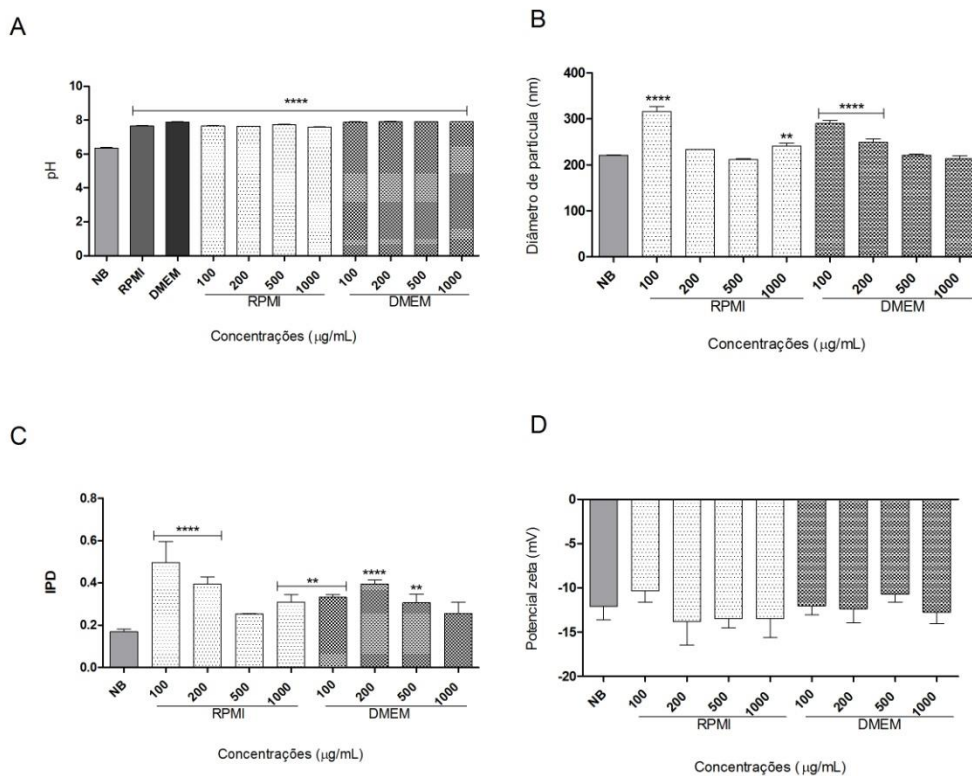 A
pH
10
8
6
4
2
0
****
NB
RPMI
DMEM
100
200
500
1000
100
200
500
1000
RPMI
DMEM
Concentrações (μg/mL)
B
Diâmetro de partícula (nm)
400
300
200
100
0
****
**
****
NB
100
200
500
1000
100
200
500
1000
RPMI
DMEM
Concentrações (μg/mL)
C
IPD
0.8
0.6
0.4
0.2
0.0
****
**
****
**
NB
100
200
500
1000
100
200
500
1000
RPMI
DMEM
Concentrações (μg/mL)
D
Potencial zeta (mV)
0
-5
-10
-15
-20
NB
100
200
500
1000
100
200
500
1000
RPMI
DMEM
Concentrações (μg/mL)